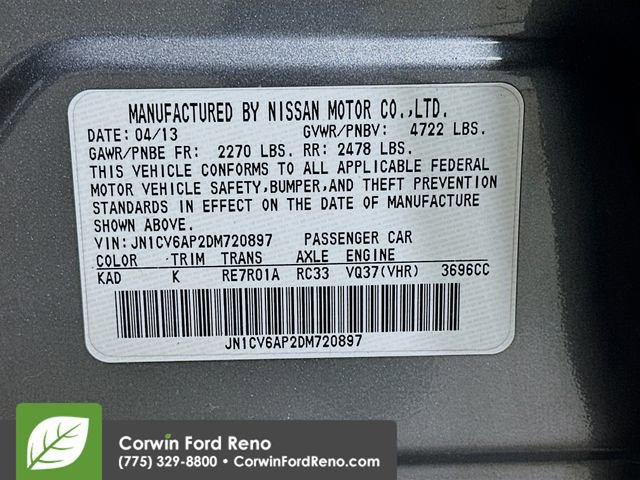 MANUFACTURED BY NISSAN MOTOR CO.,LTD.
DATE: 04/13 GVWR/PNBV: 4722 LBS.
GAWR/PNBE FR: 2270 LBS. RR: 2478 LBS.
THIS VEHICLE CONFORMS TO ALL APPLICABLE FEDERAL
MOTOR VEHICLE SAFETY,BUMPER,AND THEFT PREVENTION
STANDARDS IN EFFECT ON THE DATE OF MANUFACTURE
SHOWN ABOVE.
VIN:JN1CV6AP2DM720897 PASSENGER CAR
COLOR TRIM TRANS AXLE ENGINE
KAD K RE7R01A RC33 VQ37(VHR) 3696CC
JN1CV6AP2DM720897
Corwin Ford Reno
(775) 329-8800 • CorwinFordReno.com